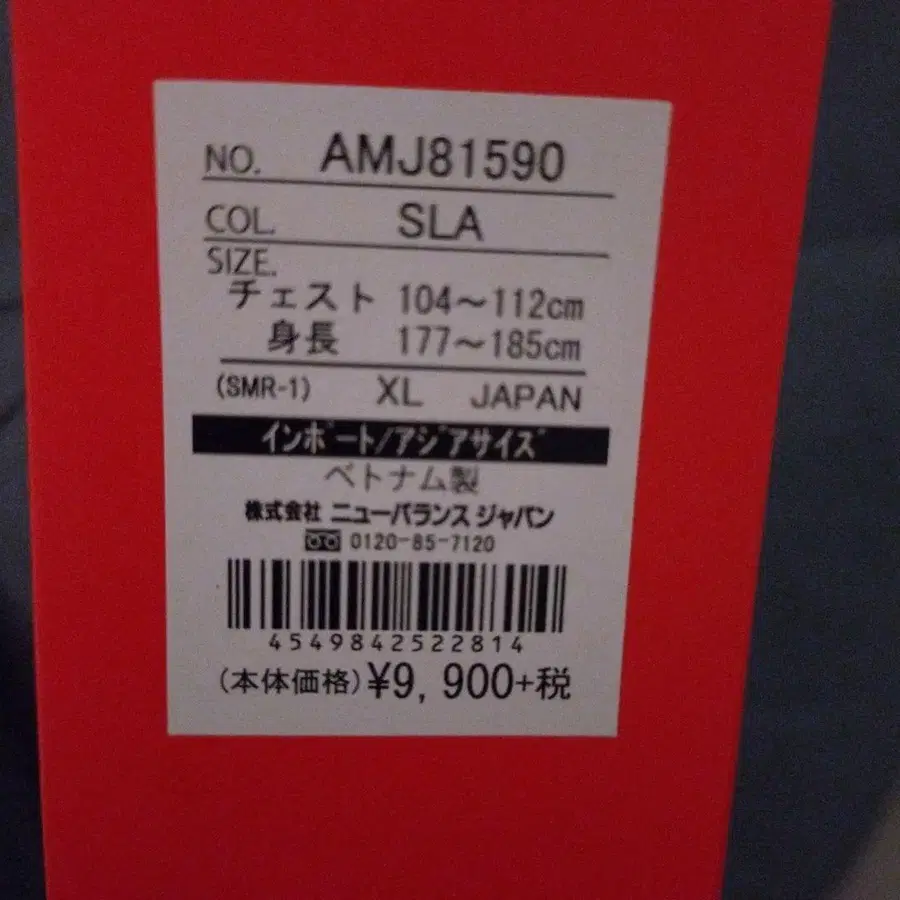 NO. AMJ81590
COL. SLA
SIZE.
チェスト 104～112cm
身長 177～185cm
(SMR-1) XL JAPAN
インポート/アジアサイズ
ベトナム製
株式会社 ニューバランス ジャパン
0120-85-7120
4549842522814
(本体価格)¥9,900+税